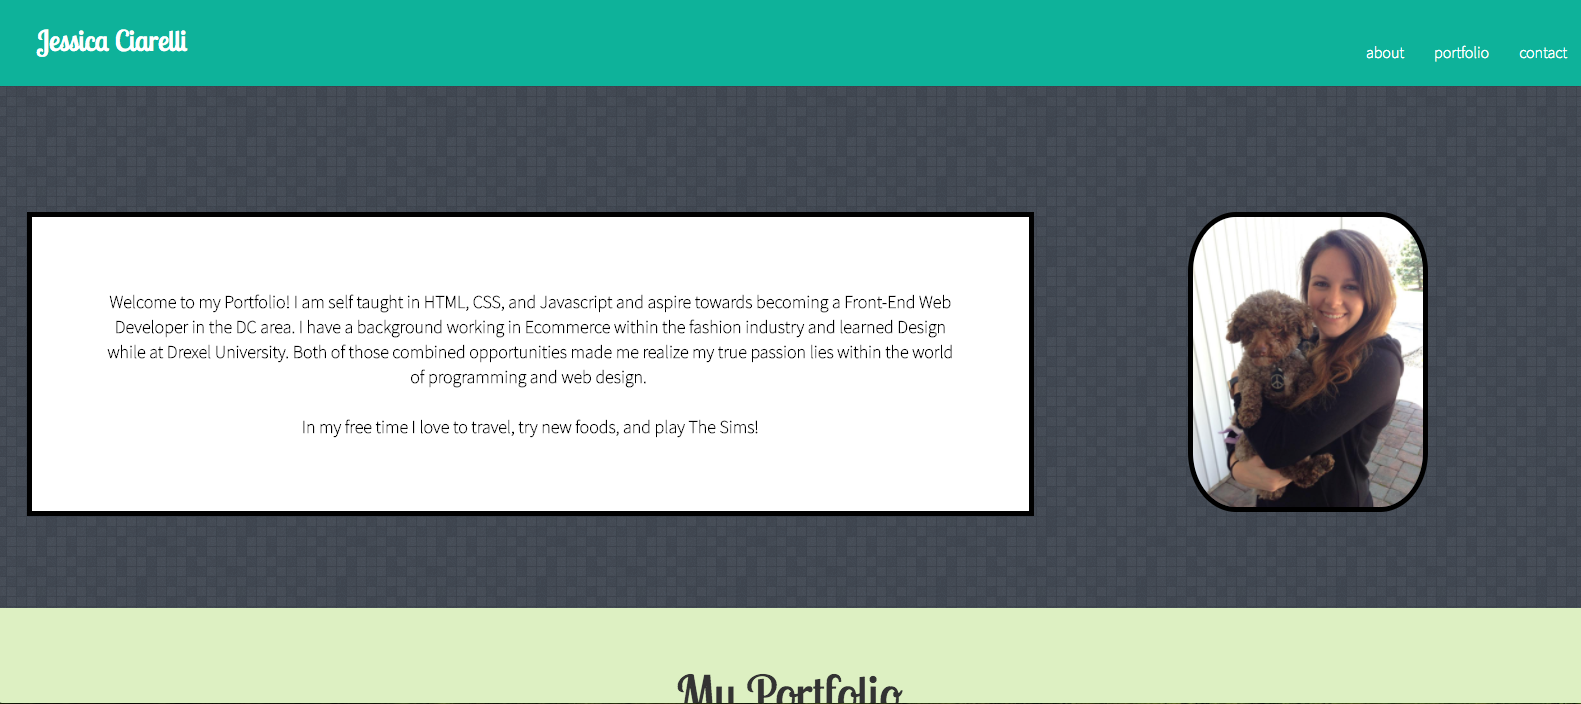 Jessica Ciarelli
about portfolio contact
Welcome to my Portfolio! I am self taught in HTML, CSS, and Javascript and aspire towards becoming a Front-End Web
Developer in the DC area. I have a background working in Ecommerce within the fashion industry and learned Design
while at Drexel University. Both of those combined opportunities made me realize my true passion lies within the world
of programming and web design.
In my free time I love to travel, try new foods, and play The Sims!
My Portfolio